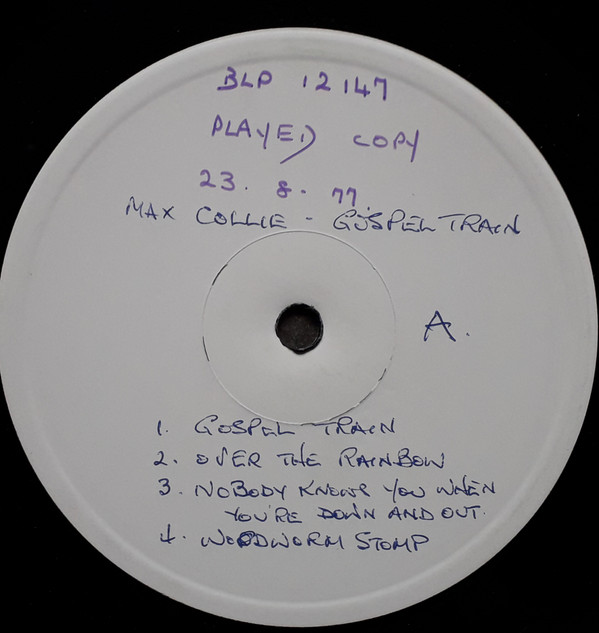 BLP 12147
PLAYED COPY
23. 8. 77.
MAX COLLIE - GOSPEL TRAIN
A.
1. GOSPEL TRAIN
2. OVER THE RAINBOW
3. NOBODY KNOWS YOU WHEN
YOU'RE DOWN AND OUT.
4. WOODWORM STOMP